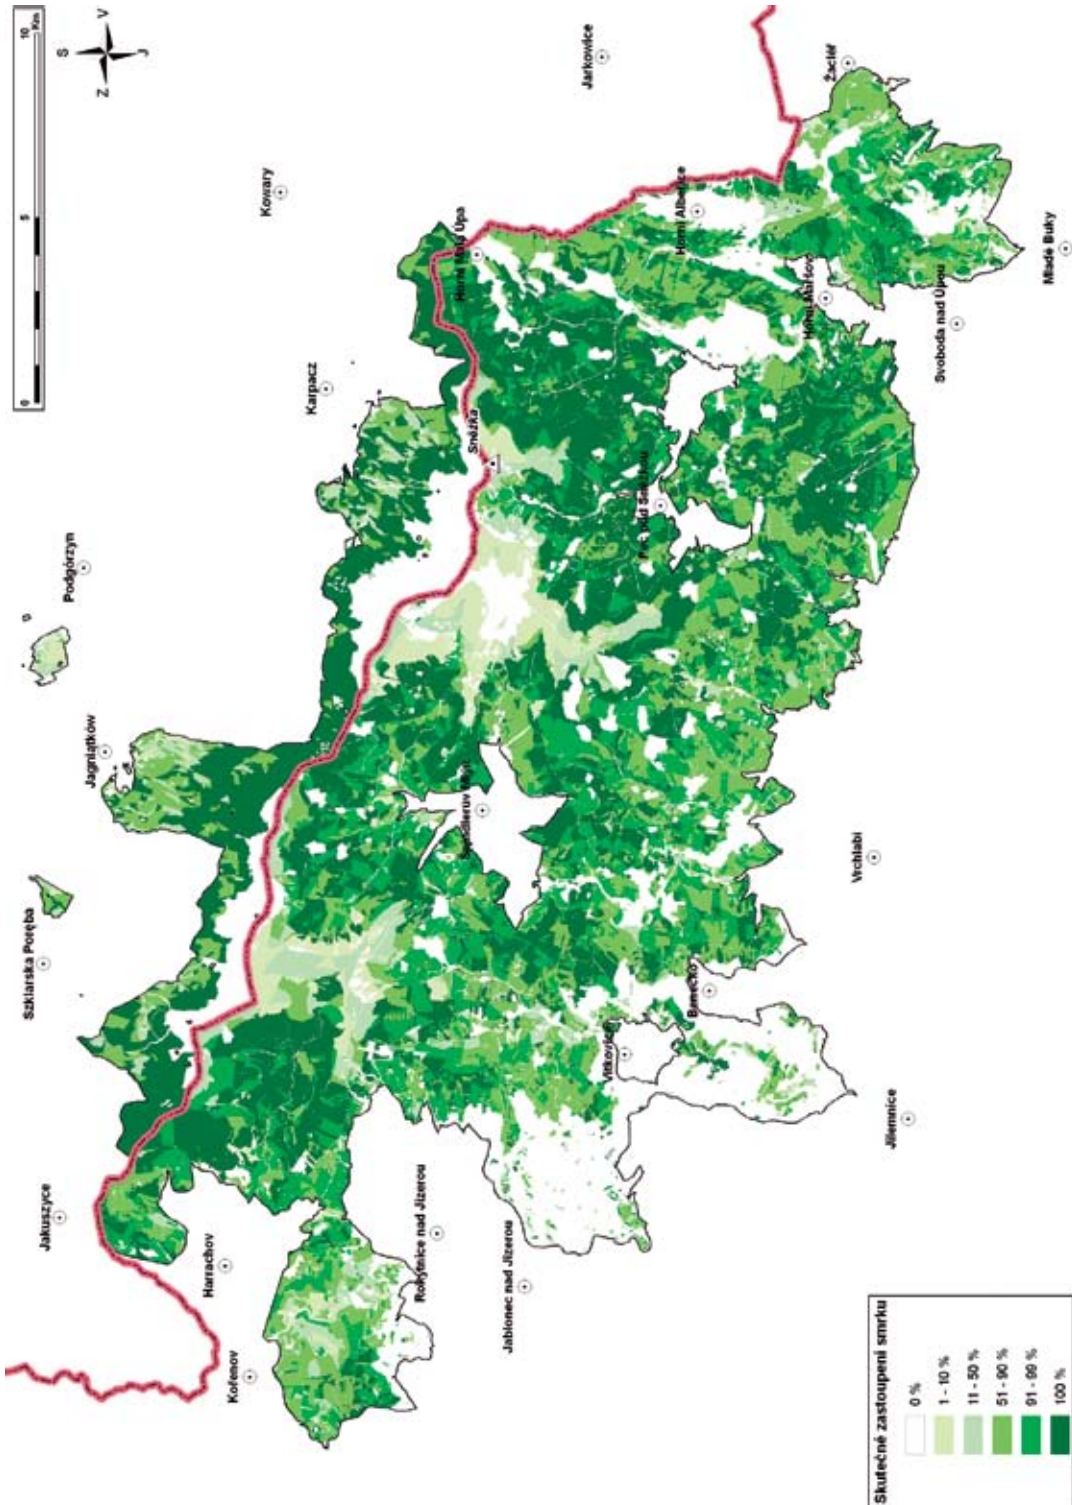 Jakuszyce
Szklarska Poręba
Jagniątków
Podgórzyn
Karpacz
Kowary
Jarkowice
0
5
10
Km
S
V
J
Z
Harrachov
Kořenov
Rokytnice nad Jizerou
Jablonec nad Jizerou
Vítkovice
Benecko
Jilemnice
Vrchlabí
Špindlerův Mlýn
Sněžka
Pec pod Sněžkou
Horní Malá Úpa
Horní Albeřice
Horní Maršov
Svoboda nad Úpou
Mladé Buky
Žacléř
Skutečné zastoupení smrku
0 %
1 - 10 %
11 - 50 %
51 - 90 %
91 - 99 %
100 %